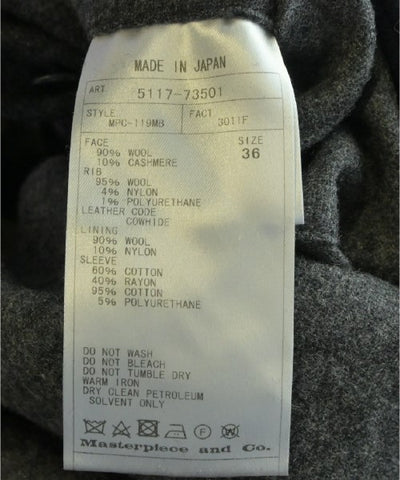 MADE IN JAPAN
ART. 5117-73501
STYLE FACT
MPC-119MB 3011F
FACE SIZE
90% WOOL 36
10% CASHMERE
RIB
95% WOOL
4% NYLON
1% POLYURETHANE
LEATHER CODE
COWHIDE
LINING
90% WOOL
10% NYLON
SLEEVE
60% COTTON
40% RAYON
95% COTTON
5% POLYURETHANE
DO NOT WASH
DO NOT BLEACH
DO NOT TUMBLE DRY
WARM IRON
DRY CLEAN PETROLEUM
SOLVENT ONLY
Masterpiece and Co.